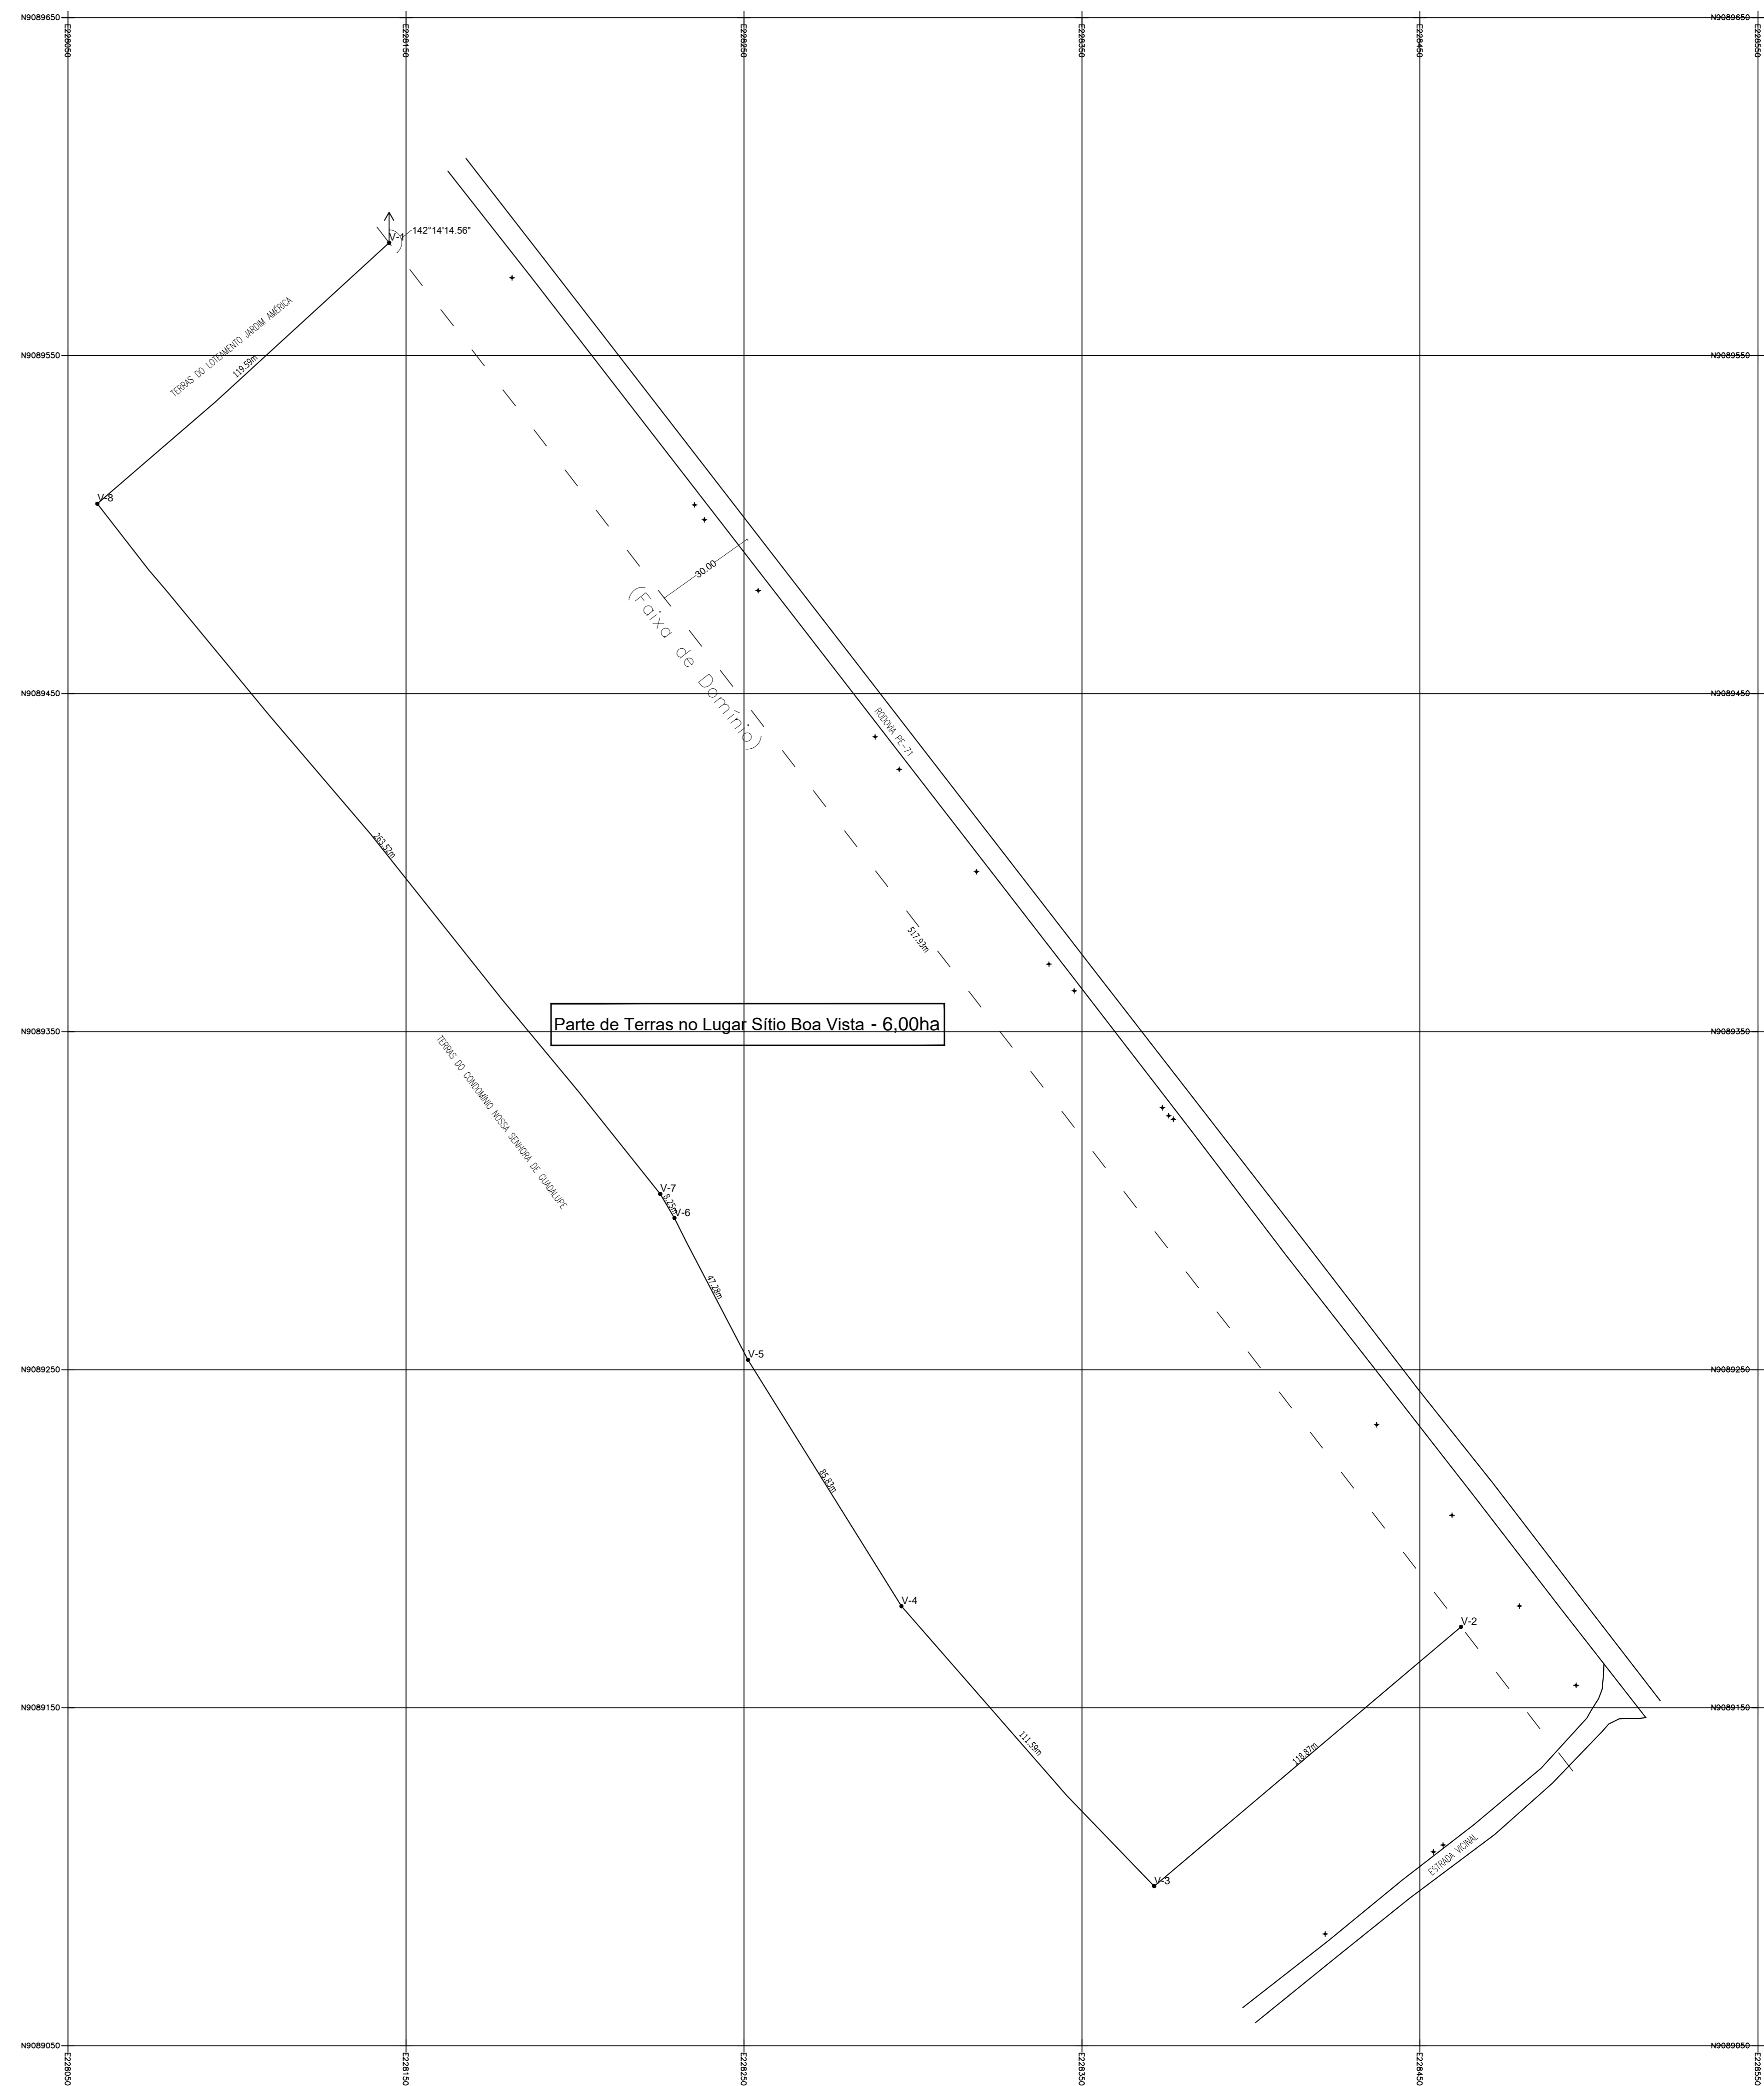 N9089650
N9089650
E228050
E228150
E228250
E228350
E228450
E228550
V-1
142°14'14.56"
TERRAS DO LOTEAMENTO JARDIM AMÉRICA
119.59m
N9089550
N9089550
V-8
30.00
(Faixa de Domínio)
N9089450
N9089450
RODOVIA PE-71
263.52m
517.93m
Parte de Terras no Lugar Sítio Boa Vista - 6,00ha
N9089350
N9089350
TERRAS DO CONDOMÍNIO NOSSA SENHORA DE GUADALUPE
V-7
8.25m
V-6
47.28m
V-5
N9089250
N9089250
85.83m
V-4
V-2
N9089150
N9089150
111.59m
118.87m
ESTRADA VICINAL
V-3
N9089050
N9089050
E228050
E228150
E228250
E228350
E228450
E228550